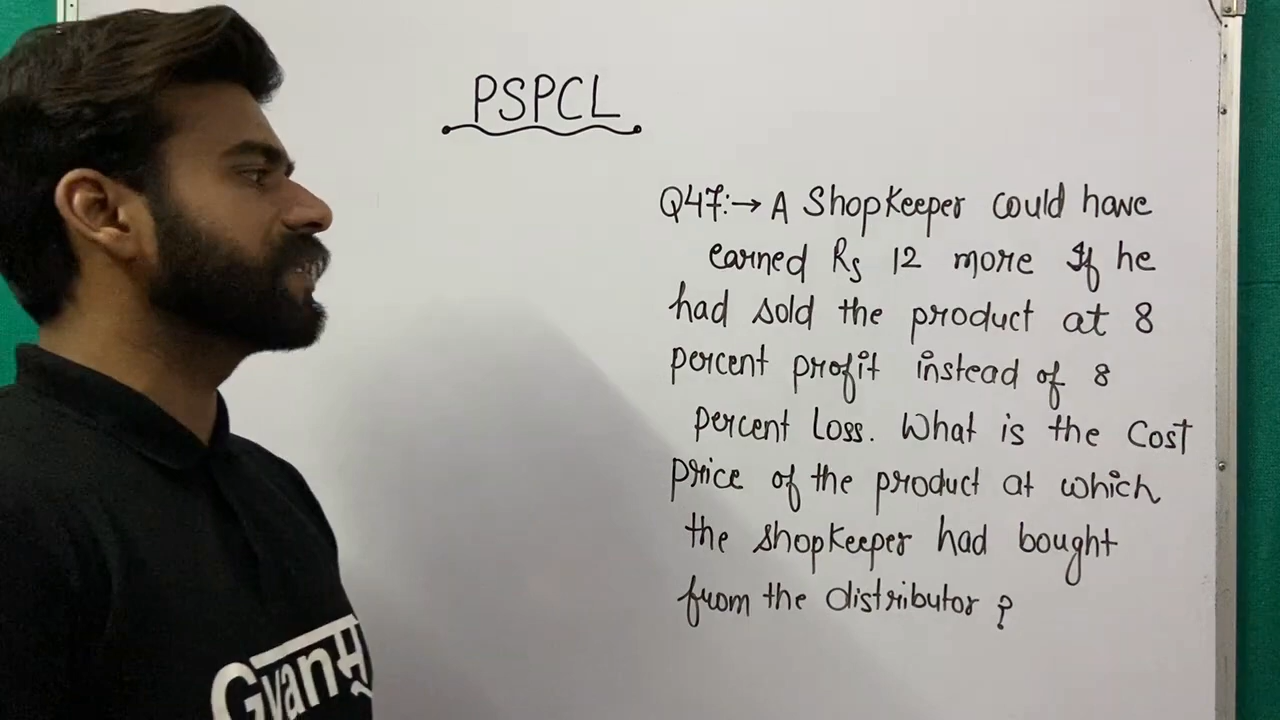 PSPCL
Q47:→ A Shopkeeper could have
earned Rs 12 more If he
had sold the product at 8
percent profit instead of 8
percent Loss. What is the Cost
price of the product at which
the shopkeeper had bought
from the distributor ?